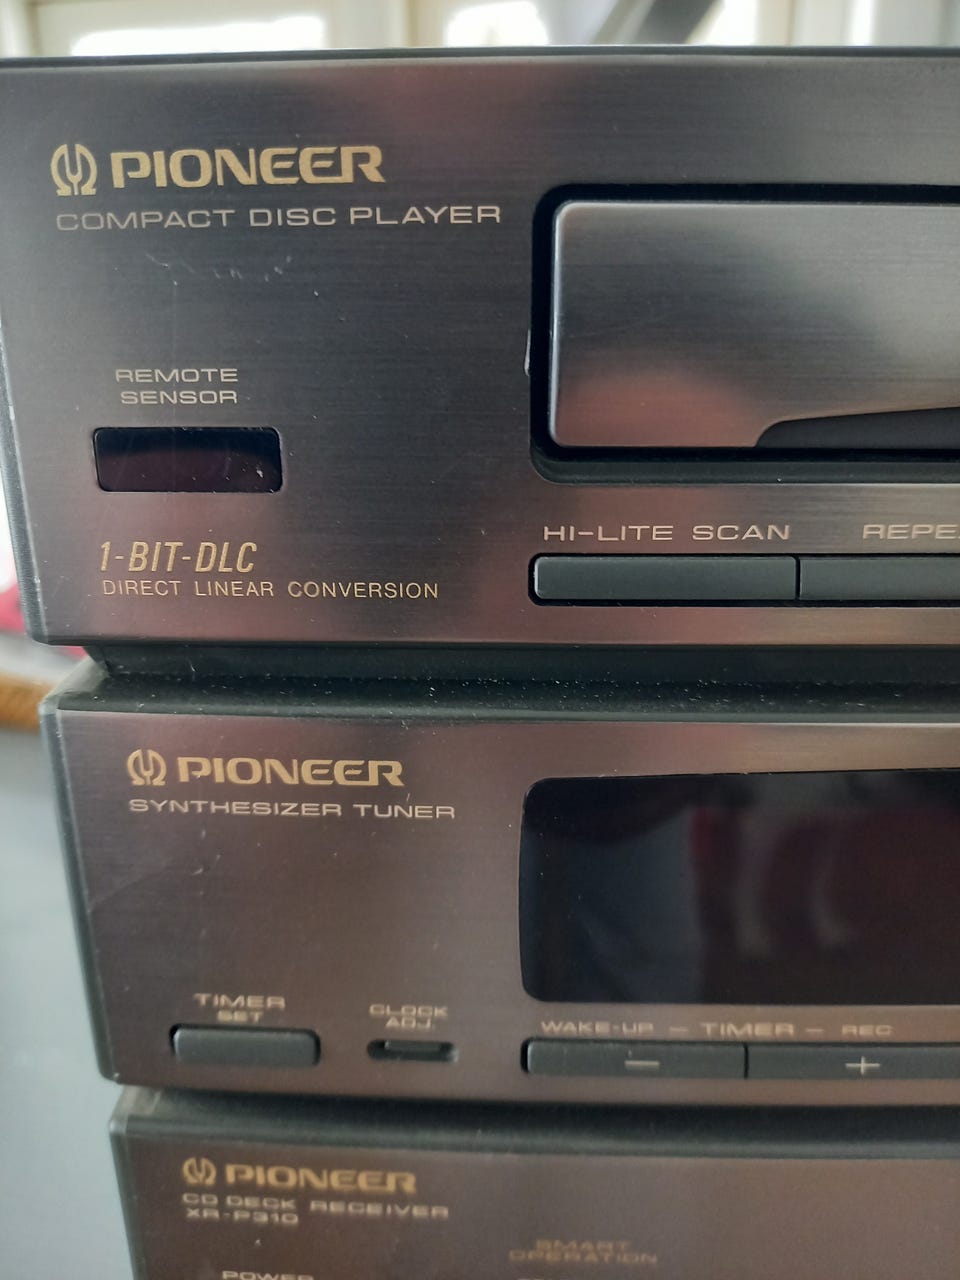 PIONEER
COMPACT DISC PLAYER
REMOTE
SENSOR
1-BIT-DLC
DIRECT LINEAR CONVERSION
HI-LITE SCAN
REPE
PIONEER
SYNTHESIZER TUNER
TIMER
SET
CLOCK
ADJ.
WAKE-UP — TIMER — REC
− +
PIONEER
CD DECK RECEIVER
XR-P310
SMART
OPERATION
POWER